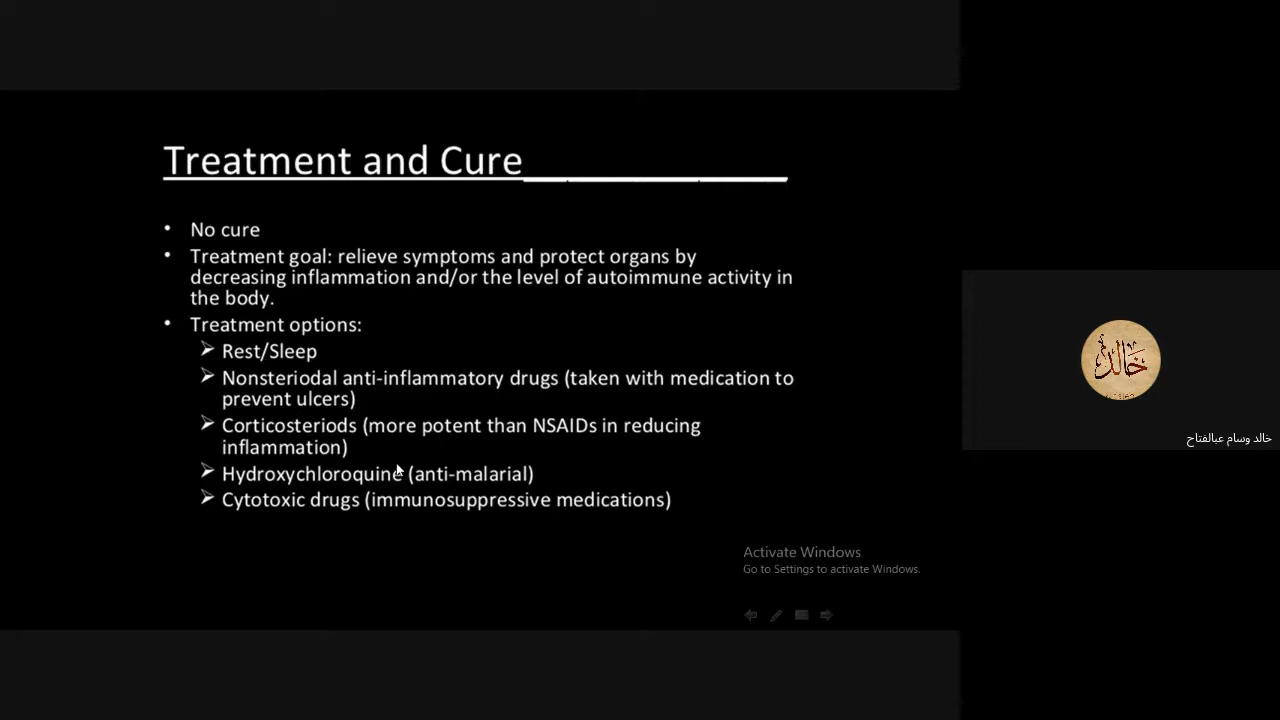 Treatment and Cure
• No cure
• Treatment goal: relieve symptoms and protect organs by
decreasing inflammation and/or the level of autoimmune activity in
the body.
• Treatment options:
➢ Rest/Sleep
➢ Nonsteriodal anti-inflammatory drugs (taken with medication to
prevent ulcers)
➢ Corticosteriods (more potent than NSAIDs in reducing
inflammation)
➢ Hydroxychloroquine (anti-malarial)
➢ Cytotoxic drugs (immunosuppressive medications)
Activate Windows
Go to Settings to activate Windows.
خالد
خالد وسام عبالفتاح